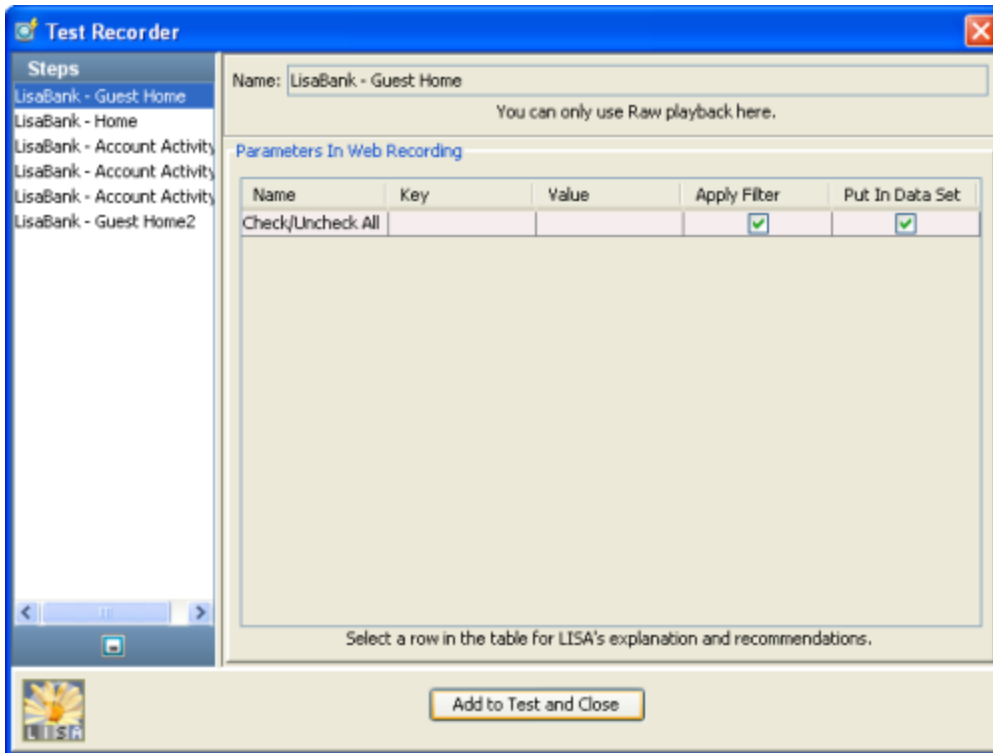 Test Recorder
Steps
LisaBank - Guest Home
LisaBank - Home
LisaBank - Account Activity
LisaBank - Account Activity
LisaBank - Account Activity
LisaBank - Guest Home2
Name: LisaBank - Guest Home
You can only use Raw playback here.
Parameters In Web Recording
Name Key Value Apply Filter Put In Data Set
Check/Uncheck All
Select a row in the table for LISA's explanation and recommendations.
LISA
Add to Test and Close